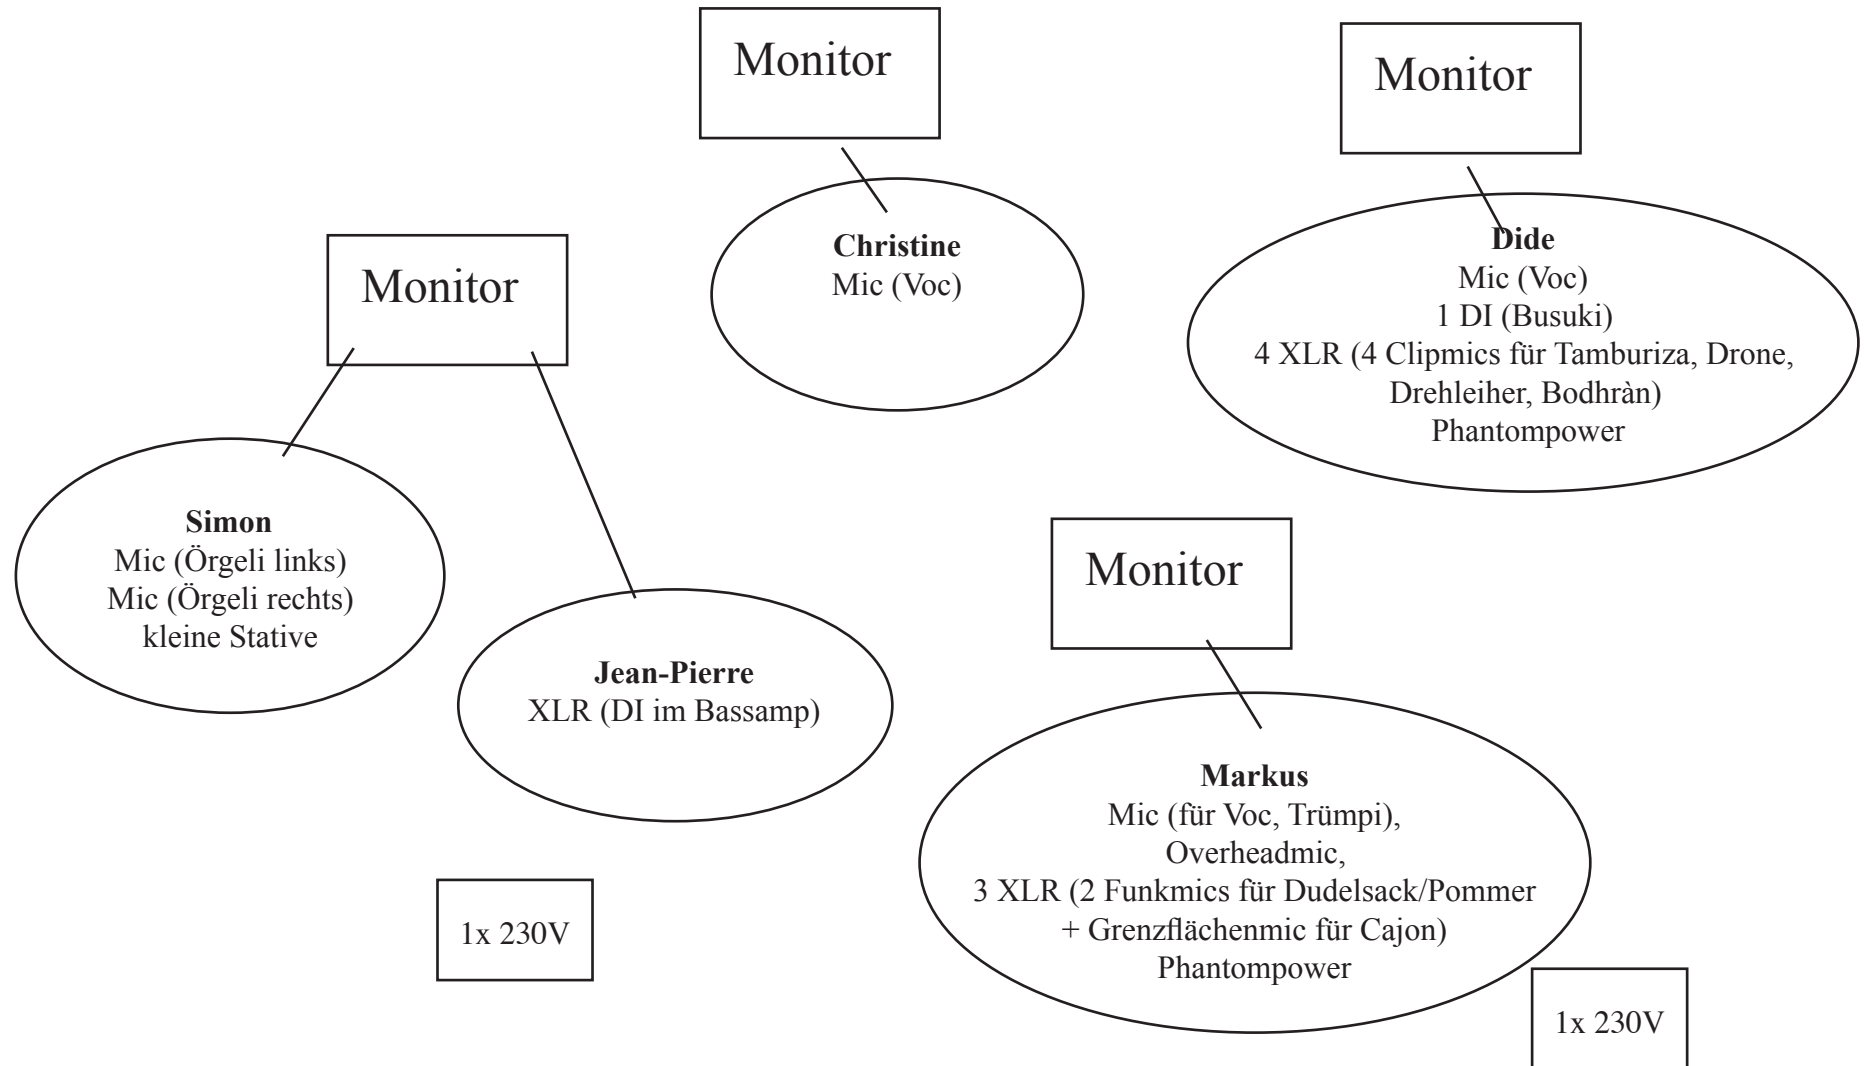 Monitor
Monitor
Christine
Mic (Voc)
Dide
Mic (Voc)
1 DI (Busuki)
4 XLR (4 Clipmics für Tamburiza, Drone,
Drehleiher, Bodhràn)
Phantompower
Monitor
Simon
Mic (Örgeli links)
Mic (Örgeli rechts)
kleine Stative
Jean-Pierre
XLR (DI im Bassamp)
Monitor
Markus
Mic (für Voc, Trümpi),
Overheadmic,
3 XLR (2 Funkmics für Dudelsack/Pommer
+ Grenzflächenmic für Cajon)
Phantompower
1x 230V
1x 230V